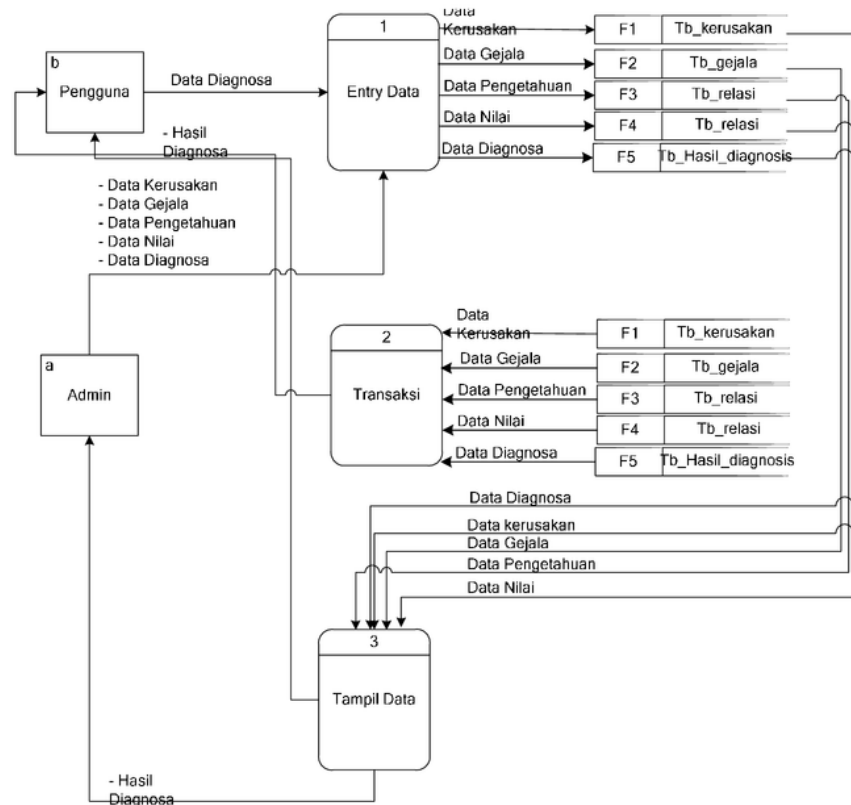 Data
Kerusakan
1
F1 Tb_kerusakan
b
Pengguna
Data Diagnosa
Entry Data
Data Gejala
F2 Tb_gejala
Data Pengetahuan
F3 Tb_relasi
Data Nilai
F4 Tb_relasi
Data Diagnosa
F5 Tb_Hasil_diagnosis
- Hasil
Diagnosa
- Data Kerusakan
- Data Gejala
- Data Pengetahuan
- Data Nilai
- Data Diagnosa
a
Admin
2
Transaksi
Data
Kerusakan
F1 Tb_kerusakan
Data Gejala
F2 Tb_gejala
Data Pengetahuan
F3 Tb_relasi
Data Nilai
F4 Tb_relasi
Data Diagnosa
F5 Tb_Hasil_diagnosis
Data Diagnosa
Data kerusakan
Data Gejala
Data Pengetahuan
Data Nilai
3
Tampil Data
- Hasil
Diagnosa